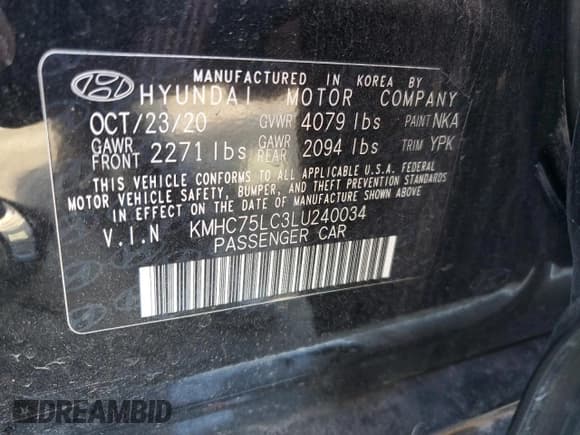 MANUFACTURED IN KOREA BY
HYUNDAI MOTOR COMPANY
OCT/23/20 GVWR 4079 lbs PAINT NKA
GAWR FRONT 2271 lbs GAWR REAR 2094 lbs TRIM YPK
THIS VEHICLE CONFORMS TO ALL APPLICABLE U.S.A. FEDERAL
MOTOR VEHICLE SAFETY, BUMPER, AND THEFT PREVENTION STANDARDS
IN EFFECT ON THE DATE OF MANUFACTURE SHOWN ABOVE
V.I.N KMHC75LC3LU240034
PASSENGER CAR
DREAMBID